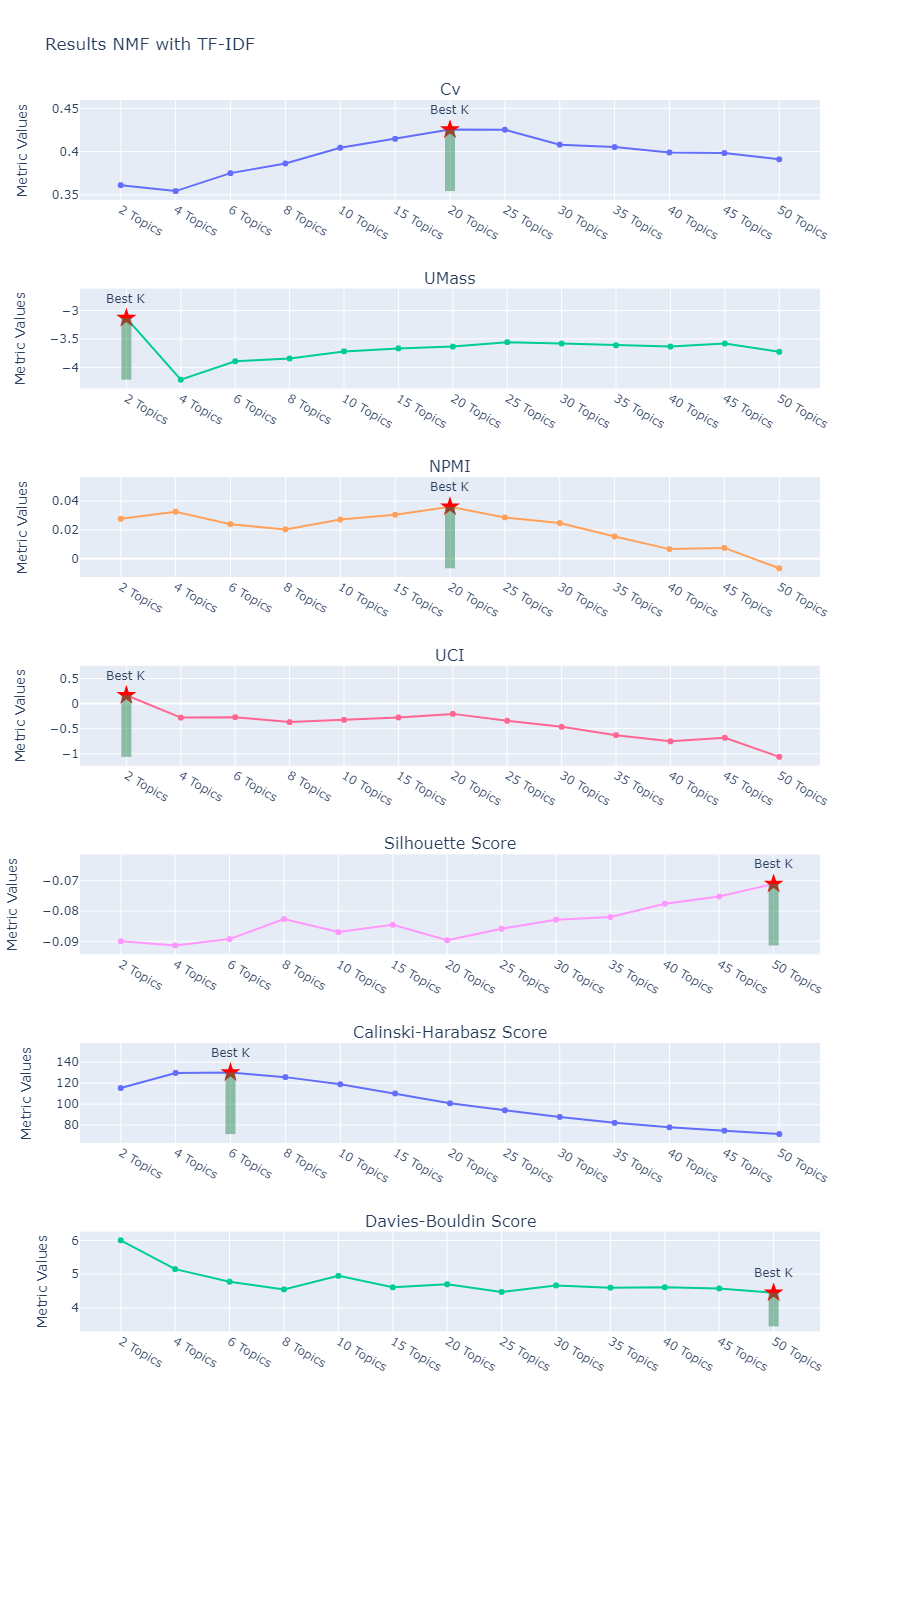 Results NMF with TF-IDF
Cv
Metric Values
0.45
0.4
0.35
Best K
2 Topics
4 Topics
6 Topics
8 Topics
10 Topics
15 Topics
20 Topics
25 Topics
30 Topics
35 Topics
40 Topics
45 Topics
50 Topics
UMass
Metric Values
Best K
−3
−3.5
−4
2 Topics
4 Topics
6 Topics
8 Topics
10 Topics
15 Topics
20 Topics
25 Topics
30 Topics
35 Topics
40 Topics
45 Topics
50 Topics
NPMI
Metric Values
Best K
0.04
0.02
0
2 Topics
4 Topics
6 Topics
8 Topics
10 Topics
15 Topics
20 Topics
25 Topics
30 Topics
35 Topics
40 Topics
45 Topics
50 Topics
UCI
Metric Values
Best K
0.5
0
−0.5
−1
2 Topics
4 Topics
6 Topics
8 Topics
10 Topics
15 Topics
20 Topics
25 Topics
30 Topics
35 Topics
40 Topics
45 Topics
50 Topics
Silhouette Score
Metric Values
Best K
−0.07
−0.08
−0.09
2 Topics
4 Topics
6 Topics
8 Topics
10 Topics
15 Topics
20 Topics
25 Topics
30 Topics
35 Topics
40 Topics
45 Topics
50 Topics
Calinski-Harabasz Score
Metric Values
Best K
140
120
100
80
2 Topics
4 Topics
6 Topics
8 Topics
10 Topics
15 Topics
20 Topics
25 Topics
30 Topics
35 Topics
40 Topics
45 Topics
50 Topics
Davies-Bouldin Score
Metric Values
6
5
4
Best K
2 Topics
4 Topics
6 Topics
8 Topics
10 Topics
15 Topics
20 Topics
25 Topics
30 Topics
35 Topics
40 Topics
45 Topics
50 Topics